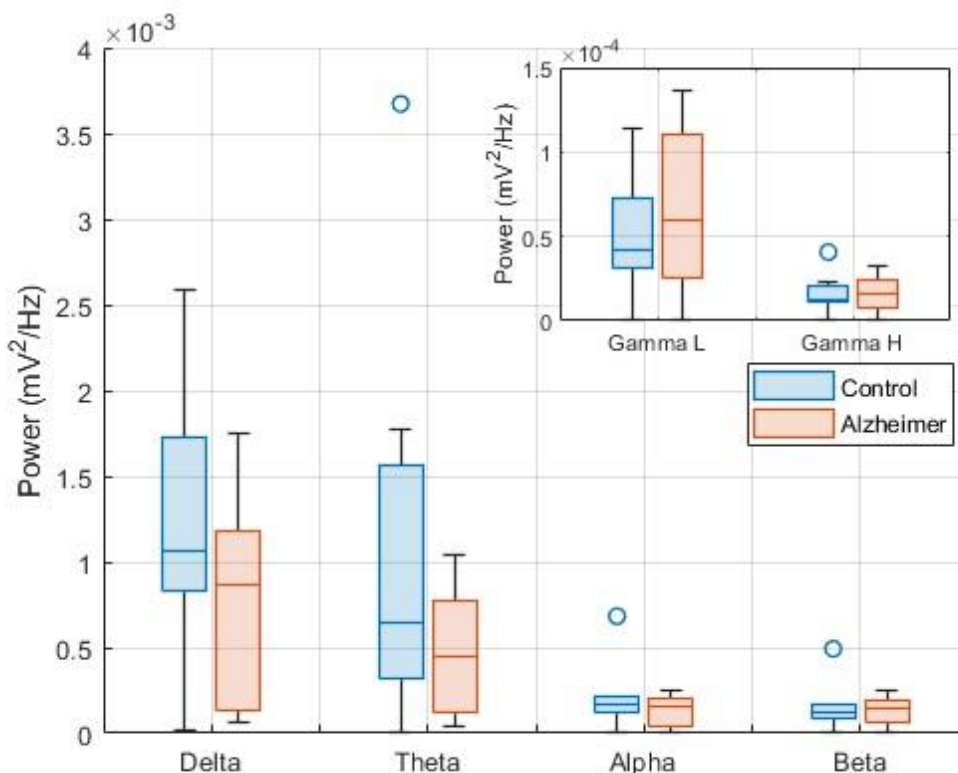 ×10⁻³
4
3.5
3
2.5
2
1.5
1
0.5
0
Power (mV²/Hz)
Delta Theta Alpha Beta
×10⁻⁴
1.5
1
0.5
0
Power (mV²/Hz)
Gamma L Gamma H
Control
Alzheimer